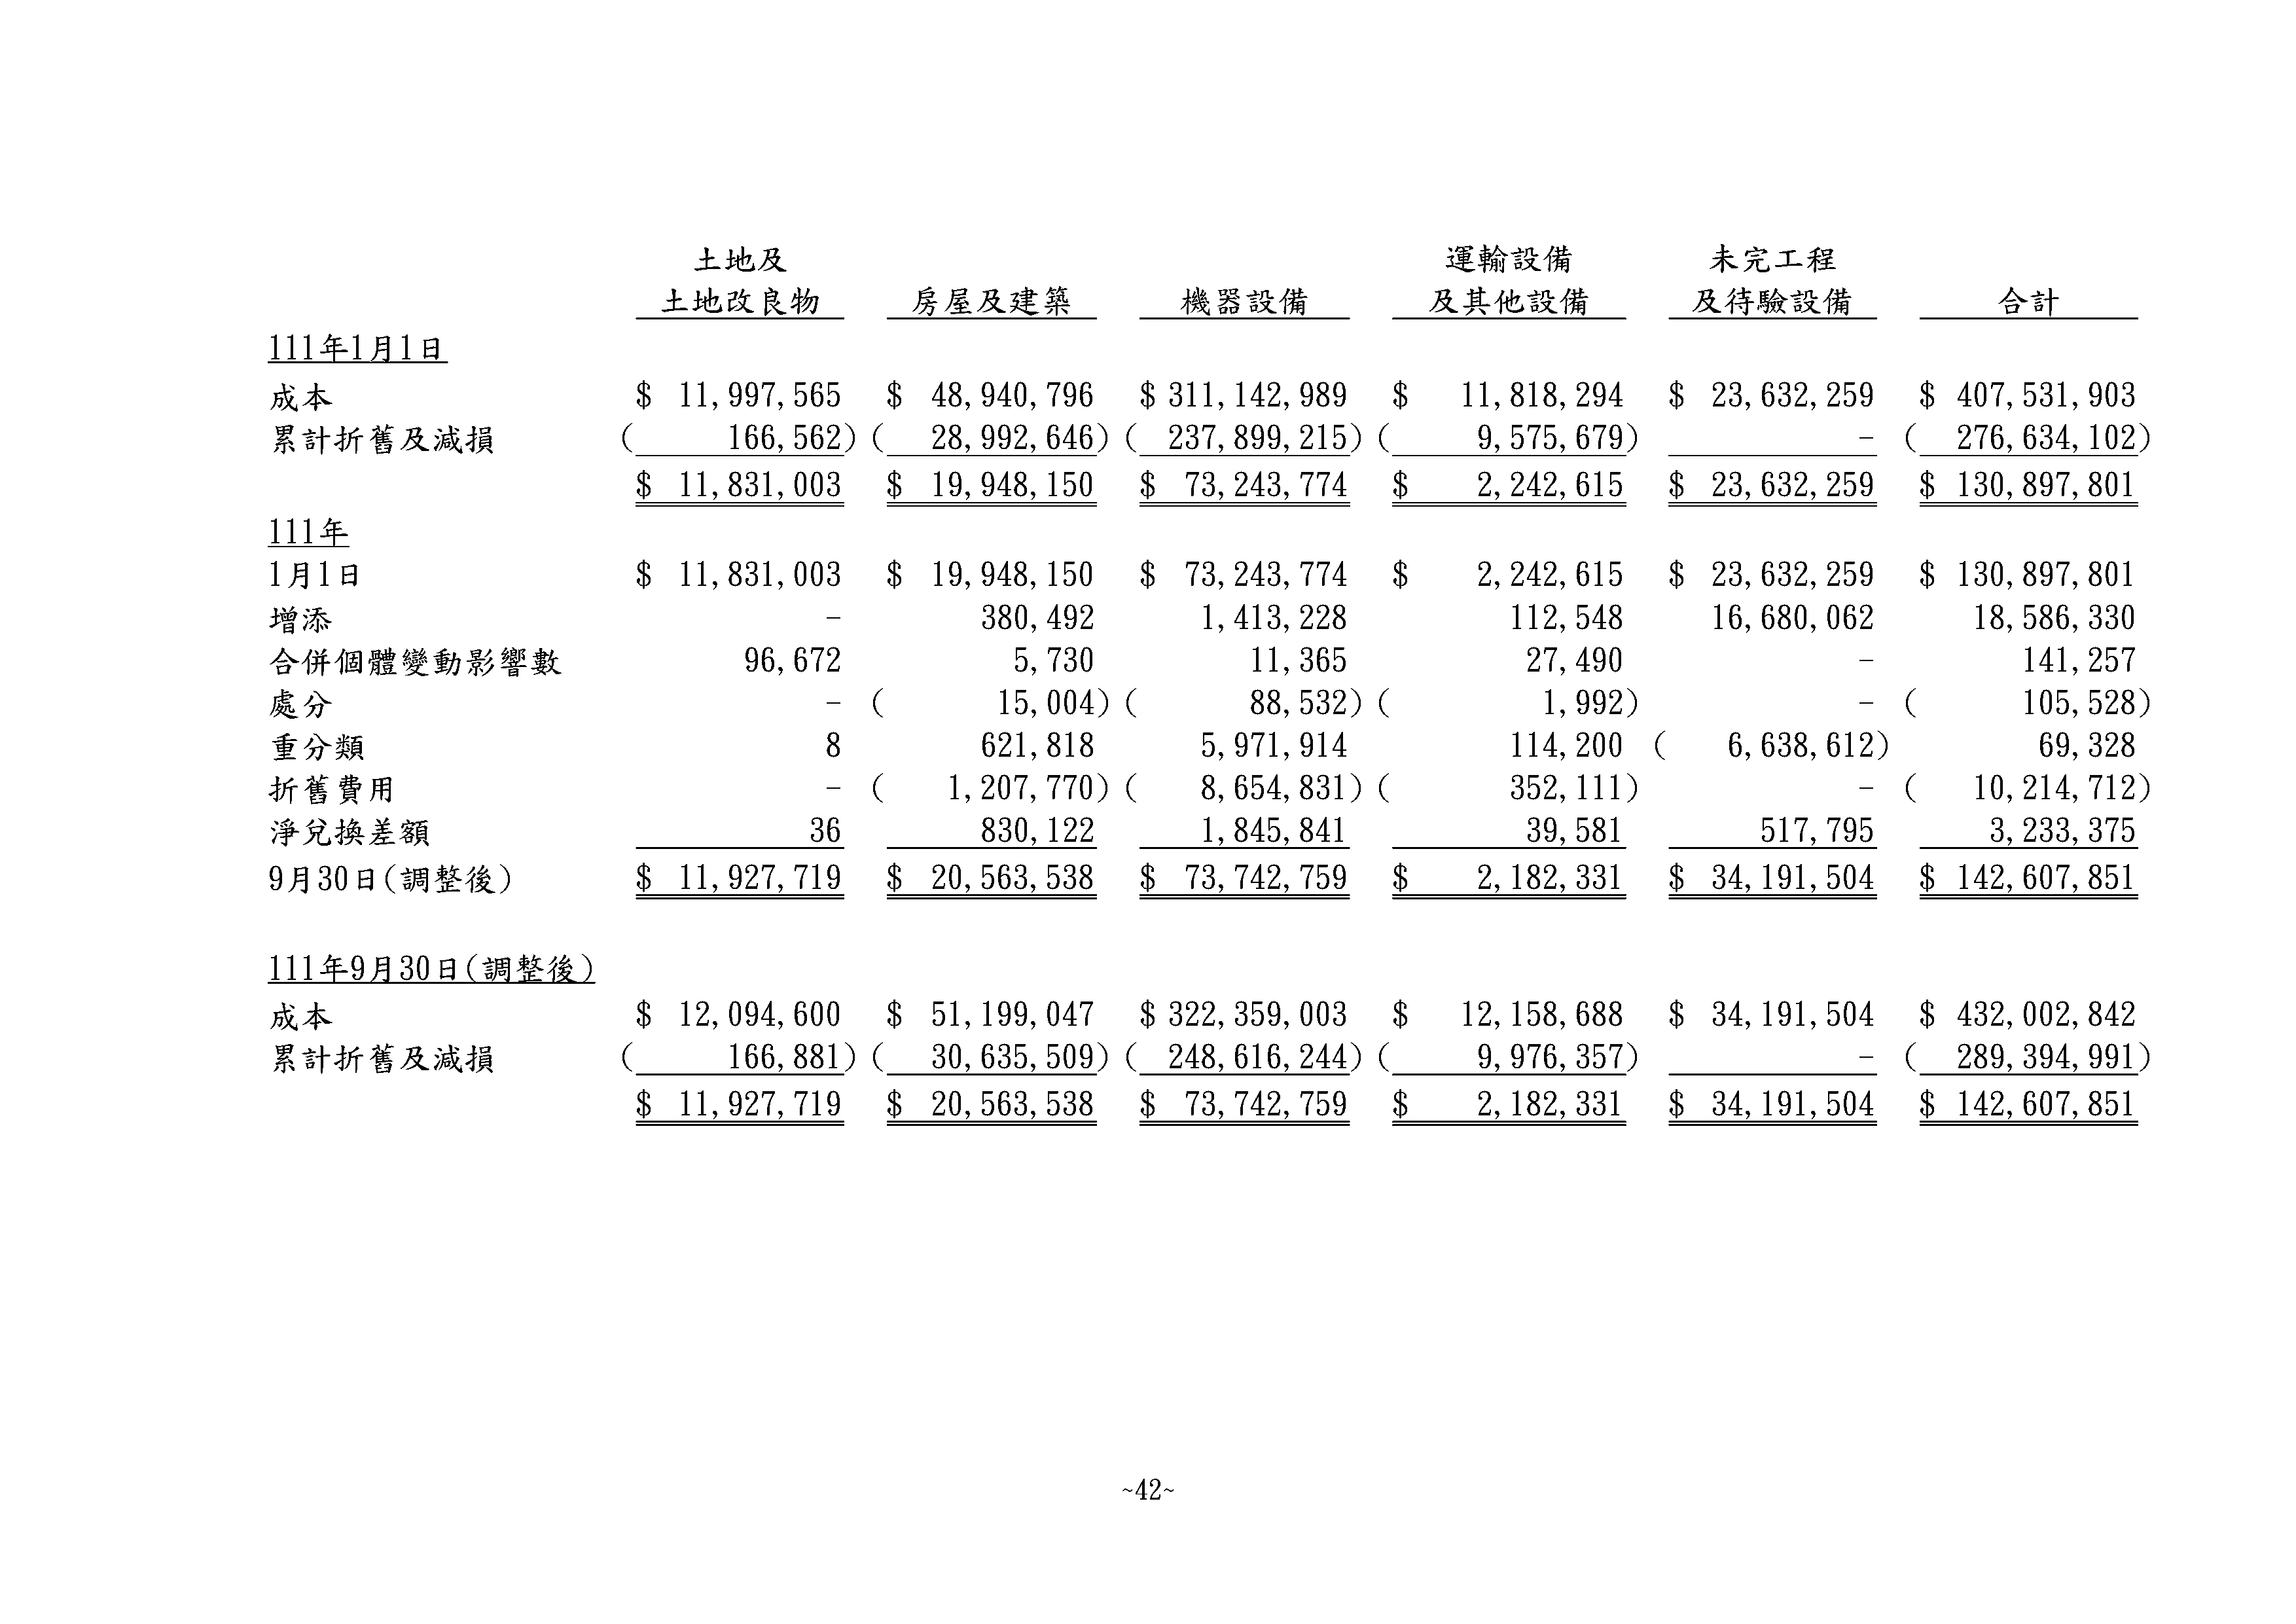 土地及 運輸設備 未完工程
土地改良物 房屋及建築 機器設備 及其他設備 及待驗設備 合計
111年1月1日
成本 $ 11,997,565 $ 48,940,796 $ 311,142,989 $ 11,818,294 $ 23,632,259 $ 407,531,903
累計折舊及減損 ( 166,562) ( 28,992,646) ( 237,899,215) ( 9,575,679) - ( 276,634,102)
$ 11,831,003 $ 19,948,150 $ 73,243,774 $ 2,242,615 $ 23,632,259 $ 130,897,801
111年
1月1日 $ 11,831,003 $ 19,948,150 $ 73,243,774 $ 2,242,615 $ 23,632,259 $ 130,897,801
增添 - 380,492 1,413,228 112,548 16,680,062 18,586,330
合併個體變動影響數 96,672 5,730 11,365 27,490 - 141,257
處分 - ( 15,004) ( 88,532) ( 1,992) - ( 105,528)
重分類 8 621,818 5,971,914 114,200 ( 6,638,612) 69,328
折舊費用 - ( 1,207,770) ( 8,654,831) ( 352,111) - ( 10,214,712)
淨兌換差額 36 830,122 1,845,841 39,581 517,795 3,233,375
9月30日(調整後) $ 11,927,719 $ 20,563,538 $ 73,742,759 $ 2,182,331 $ 34,191,504 $ 142,607,851
111年9月30日(調整後)
成本 $ 12,094,600 $ 51,199,047 $ 322,359,003 $ 12,158,688 $ 34,191,504 $ 432,002,842
累計折舊及減損 ( 166,881) ( 30,635,509) ( 248,616,244) ( 9,976,357) - ( 289,394,991)
$ 11,927,719 $ 20,563,538 $ 73,742,759 $ 2,182,331 $ 34,191,504 $ 142,607,851
~42~